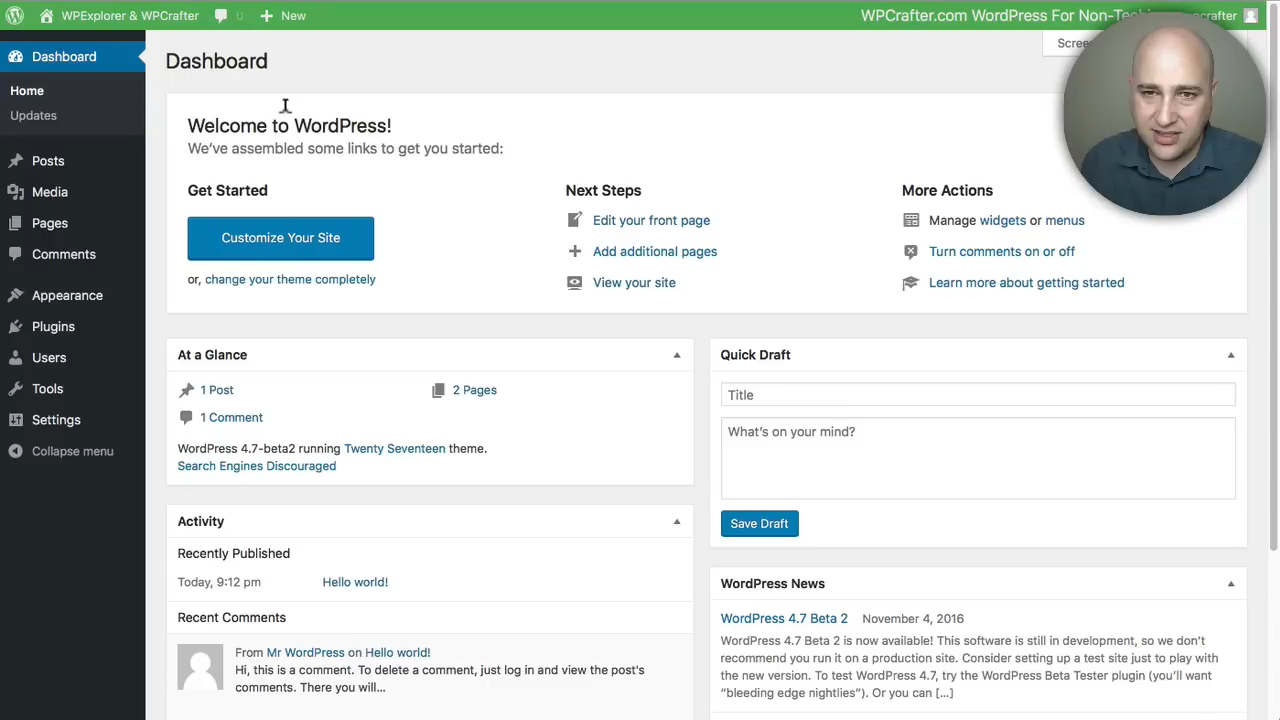 WPExplorer & WPCrafter
0
New
WPCrafter.com WordPress For Non-Tech
Dashboard
Home
Updates
Posts
Media
Pages
Comments
Appearance
Plugins
Users
Tools
Settings
Collapse menu
Dashboard
Welcome to WordPress!
We've assembled some links to get you started:
Get Started
Customize Your Site
or, change your theme completely
Next Steps
Edit your front page
Add additional pages
View your site
More Actions
Manage widgets or menus
Turn comments on or off
Learn more about getting started
At a Glance
1 Post
2 Pages
1 Comment
WordPress 4.7-beta2 running Twenty Seventeen theme.
Search Engines Discouraged
Activity
Recently Published
Today, 9:12 pm Hello world!
Recent Comments
From Mr WordPress on Hello world!
Hi, this is a comment. To delete a comment, just log in and view the post's
comments. There you will...
Quick Draft
Title
What's on your mind?
Save Draft
WordPress News
WordPress 4.7 Beta 2 November 4, 2016
WordPress 4.7 Beta 2 is now available! This software is still in development, so we don't
recommend you run it on a production site. Consider setting up a test site just to play with
the new version. To test WordPress 4.7, try the WordPress Beta Tester plugin (you'll want
"bleeding edge nightlies"). Or you can [...]